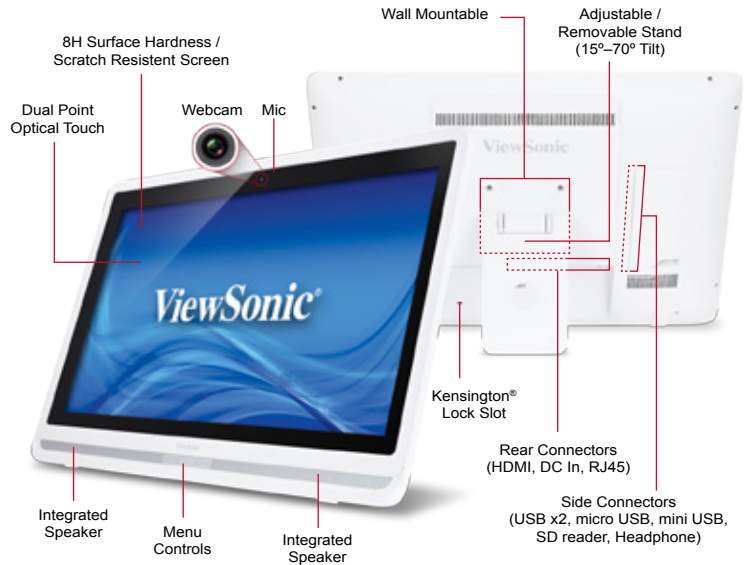 8H Surface Hardness /
Scratch Resistent Screen
Dual Point
Optical Touch
Webcam
Mic
Wall Mountable
Adjustable /
Removable Stand
(15º–70º Tilt)
ViewSonic
ViewSonic®
Kensington®
Lock Slot
Rear Connectors
(HDMI, DC In, RJ45)
Side Connectors
(USB x2, micro USB, mini USB,
SD reader, Headphone)
Integrated
Speaker
Menu
Controls
Integrated
Speaker